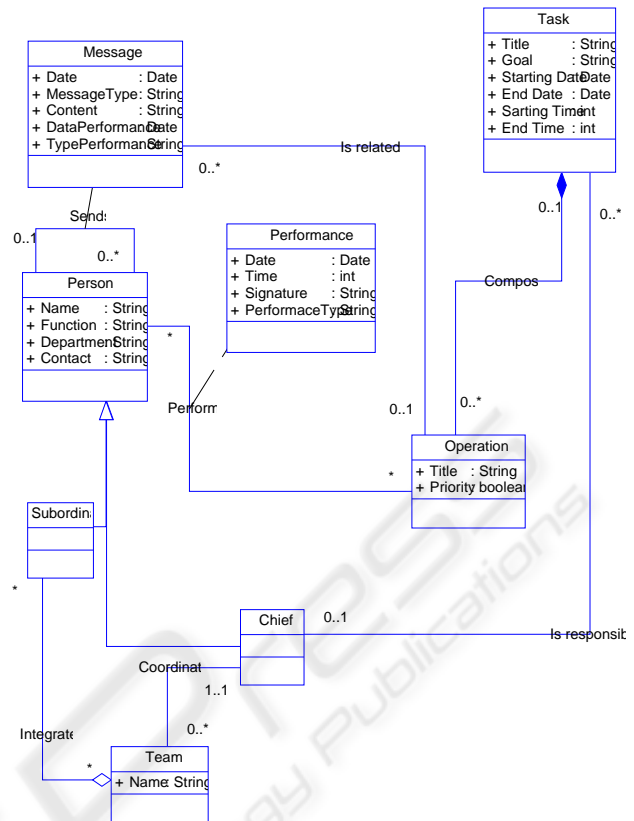 Task
+ Title : String
+ Goal : String
+ Starting Date : Date
+ End Date : Date
+ Sarting Time : int
+ End Time : int
Message
+ Date : Date
+ MessageType : String
+ Content : String
+ DataPerformance : Date
+ TypePerformance : String
Is related
0..*
Sends
0..1
0..*
0..1
0..*
Performance
+ Date : Date
+ Time : int
+ Signature : String
+ PerformaceType : String
Compos
Person
+ Name : String
+ Function : String
+ Department : String
+ Contact : String
*
Perform
0..1
0..*
*
Operation
+ Title : String
+ Priority boolean
Subordina
*
Chief
0..1
Is responsib
Coordinat
1..1
0..*
Integrate
*
Team
+ Name : String
Press
ay Publications